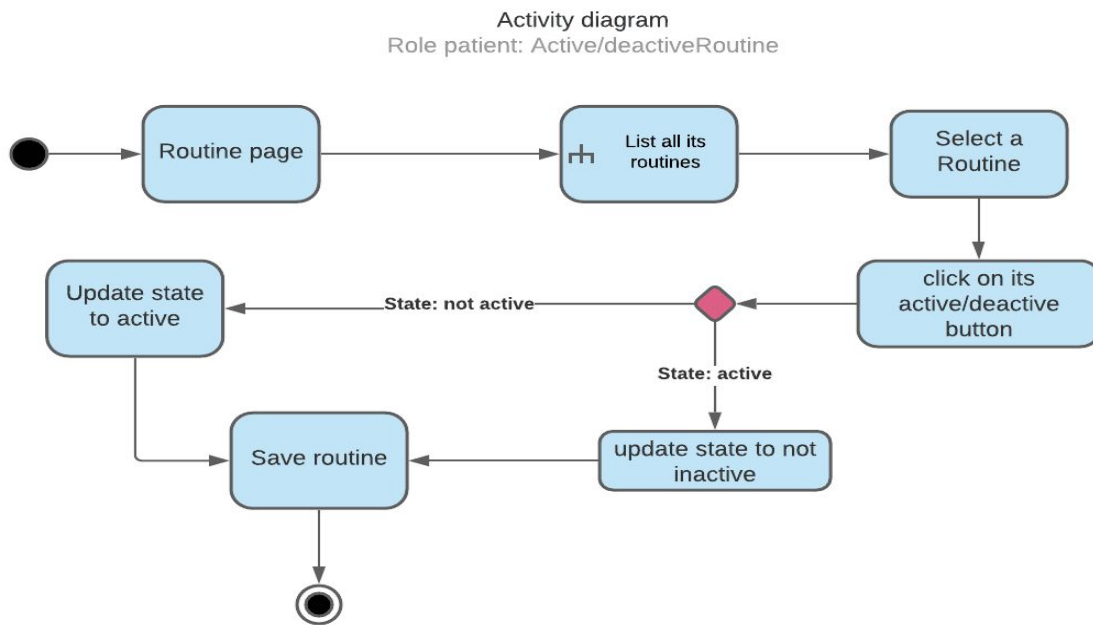 Activity diagram
Role patient: Active/deactiveRoutine
Routine page
List all its
routines
Select a
Routine
click on its
active/deactive
button
State: not active
Update state
to active
State: active
update state to not
inactive
Save routine